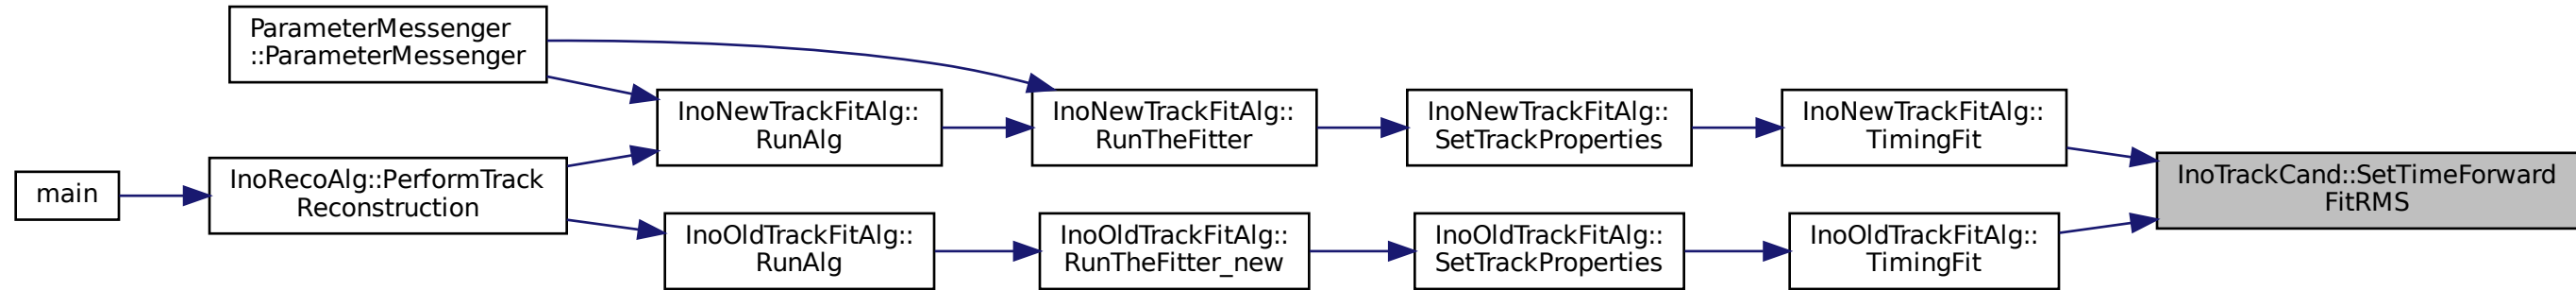 ParameterMessenger
::ParameterMessenger
main
InoRecoAlg::PerformTrack
Reconstruction
InoNewTrackFitAlg::
RunAlg
InoOldTrackFitAlg::
RunAlg
InoNewTrackFitAlg::
RunTheFitter
InoOldTrackFitAlg::
RunTheFitter_new
InoNewTrackFitAlg::
SetTrackProperties
InoOldTrackFitAlg::
SetTrackProperties
InoNewTrackFitAlg::
TimingFit
InoOldTrackFitAlg::
TimingFit
InoTrackCand::SetTimeForward
FitRMS